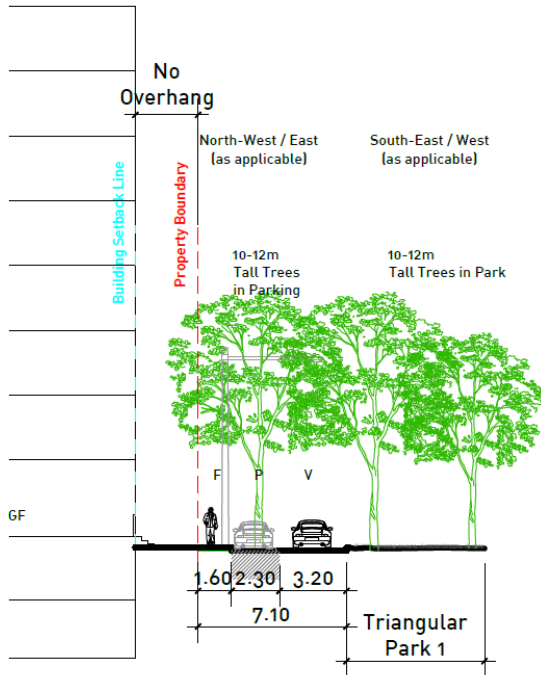 No
Overhang
North-West / East
(as applicable)
South-East / West
(as applicable)
Building Setback Line
Property Boundary
10-12m
Tall Trees
in Parking
10-12m
Tall Trees in Park
F
P
V
GF
1.60
2.30
3.20
7.10
Triangular
Park 1